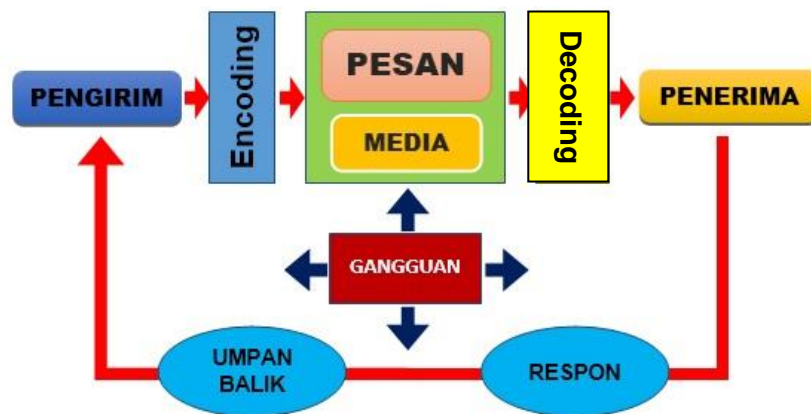 PENGIRIM
Encoding
PESAN
MEDIA
Decoding
PENERIMA
GANGGUAN
UMPAN
BALIK
RESPON